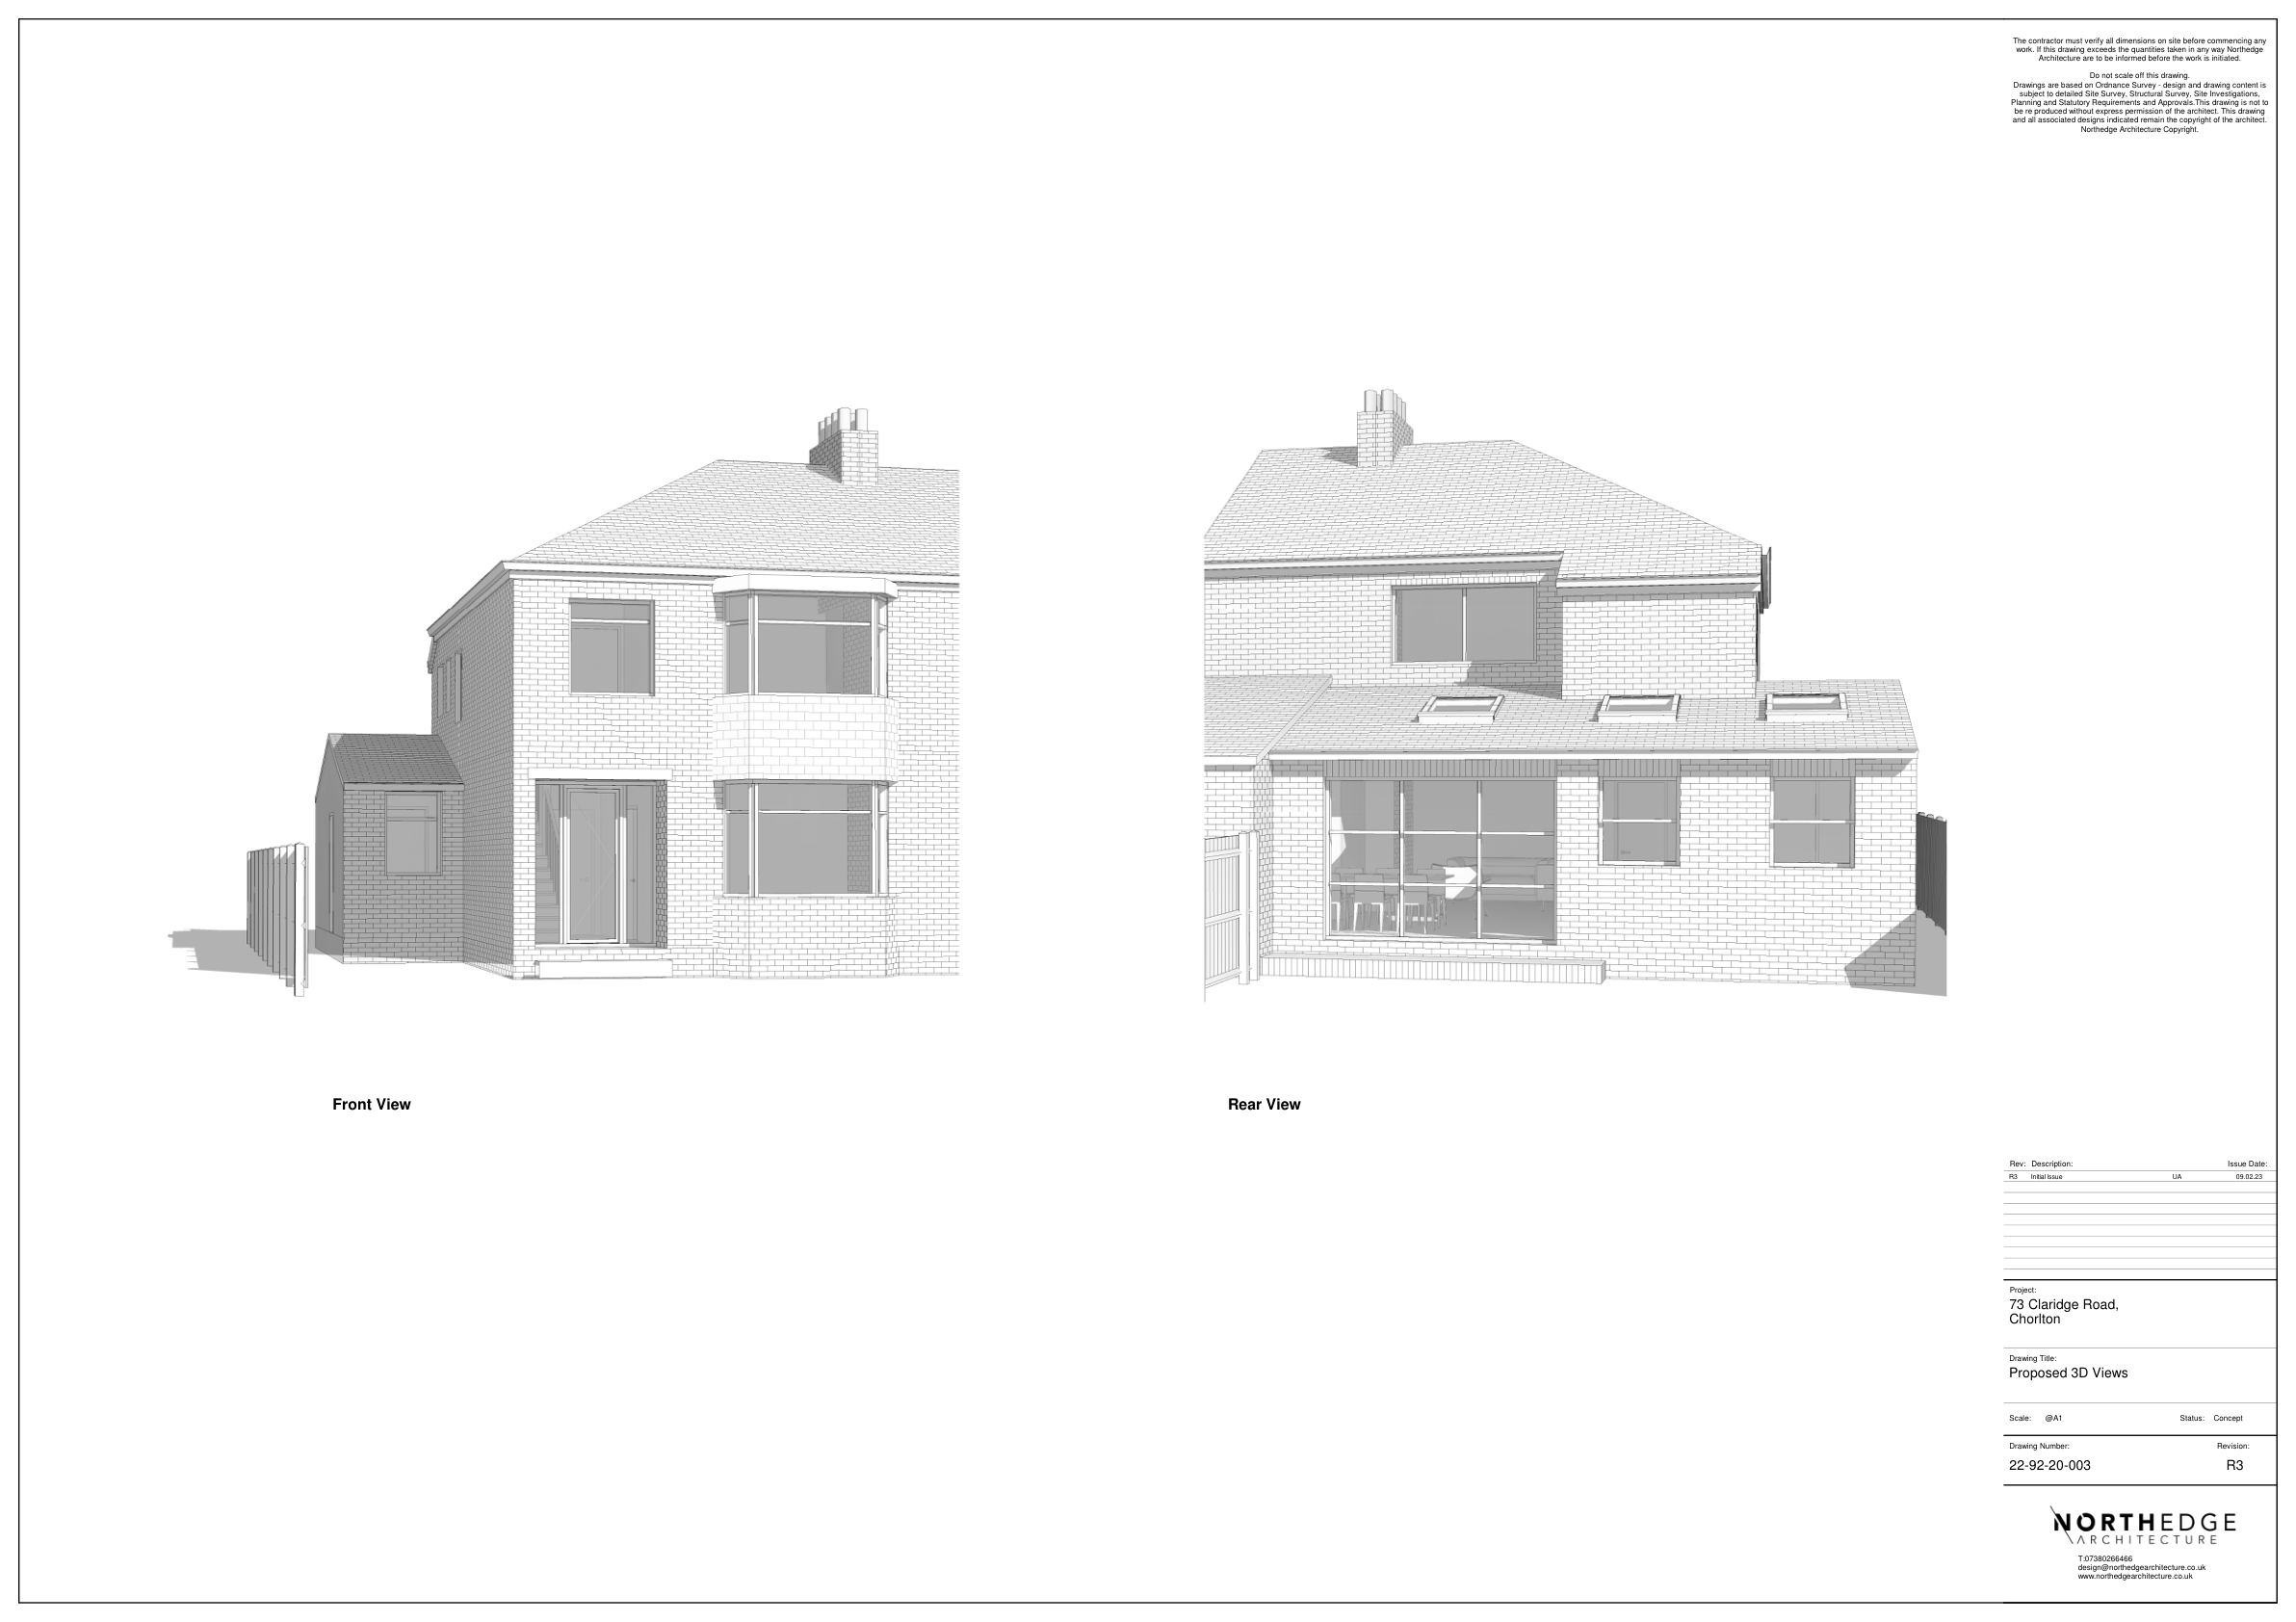 The contractor must verify all dimensions on site before commencing any
work. If this drawing exceeds the quantities taken in any way Northedge
Architecture are to be informed before the work is initiated.
Do not scale off this drawing.
Drawings are based on Ordnance Survey - design and drawing content is
subject to detailed Site Survey, Structural Survey, Site Investigations,
Planning and Statutory Requirements and Approvals.This drawing is not to
be re produced without express permission of the architect. This drawing
and all associated designs indicated remain the copyright of the architect.
Northedge Architecture Copyright.
Front View
Rear View
Rev: Description: Issue Date:
R3 Initial Issue UA 09.02.23
Project:
73 Claridge Road,
Chorlton
Drawing Title:
Proposed 3D Views
Scale: @A1 Status: Concept
Drawing Number: Revision:
22-92-20-003 R3
NORTHEDGE
ARCHITECTURE
T:07380266466
design@northedgearchitecture.co.uk
www.northedgearchitecture.co.uk